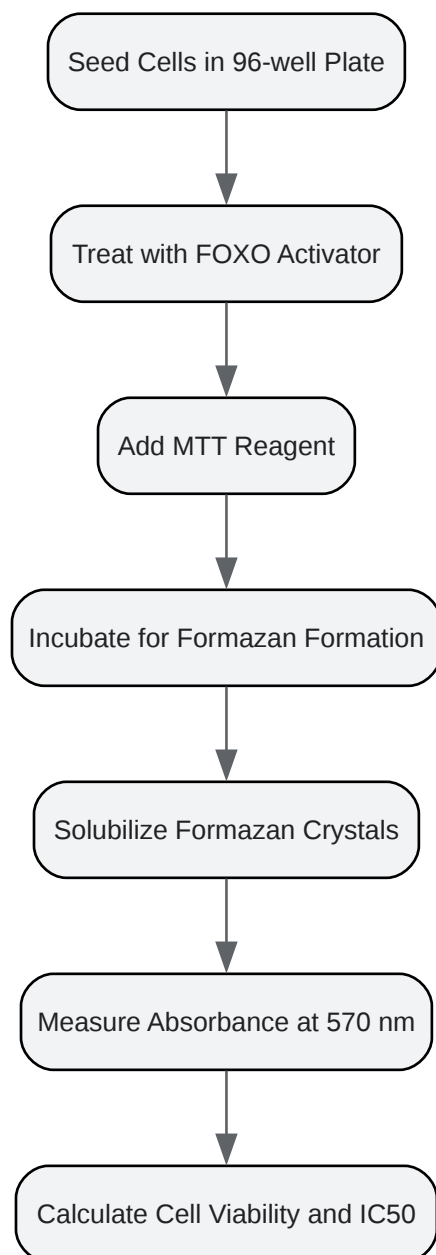 Seed Cells in 96-well Plate
Treat with FOXO Activator
Add MTT Reagent
Incubate for Formazan Formation
Solubilize Formazan Crystals
Measure Absorbance at 570 nm
Calculate Cell Viability and IC50